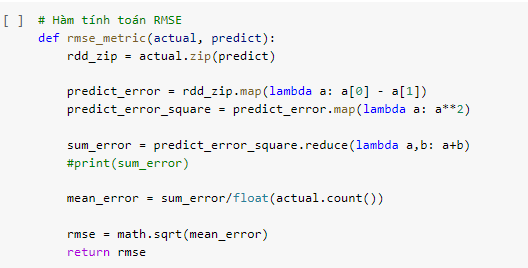 [ ] # Hàm tính toán RMSE
def rmse_metric(actual, predict):
rdd_zip = actual.zip(predict)
predict_error = rdd_zip.map(lambda a: a[0] - a[1])
predict_error_square = predict_error.map(lambda a: a**2)
sum_error = predict_error_square.reduce(lambda a,b: a+b)
#print(sum_error)
mean_error = sum_error/float(actual.count())
rmse = math.sqrt(mean_error)
return rmse